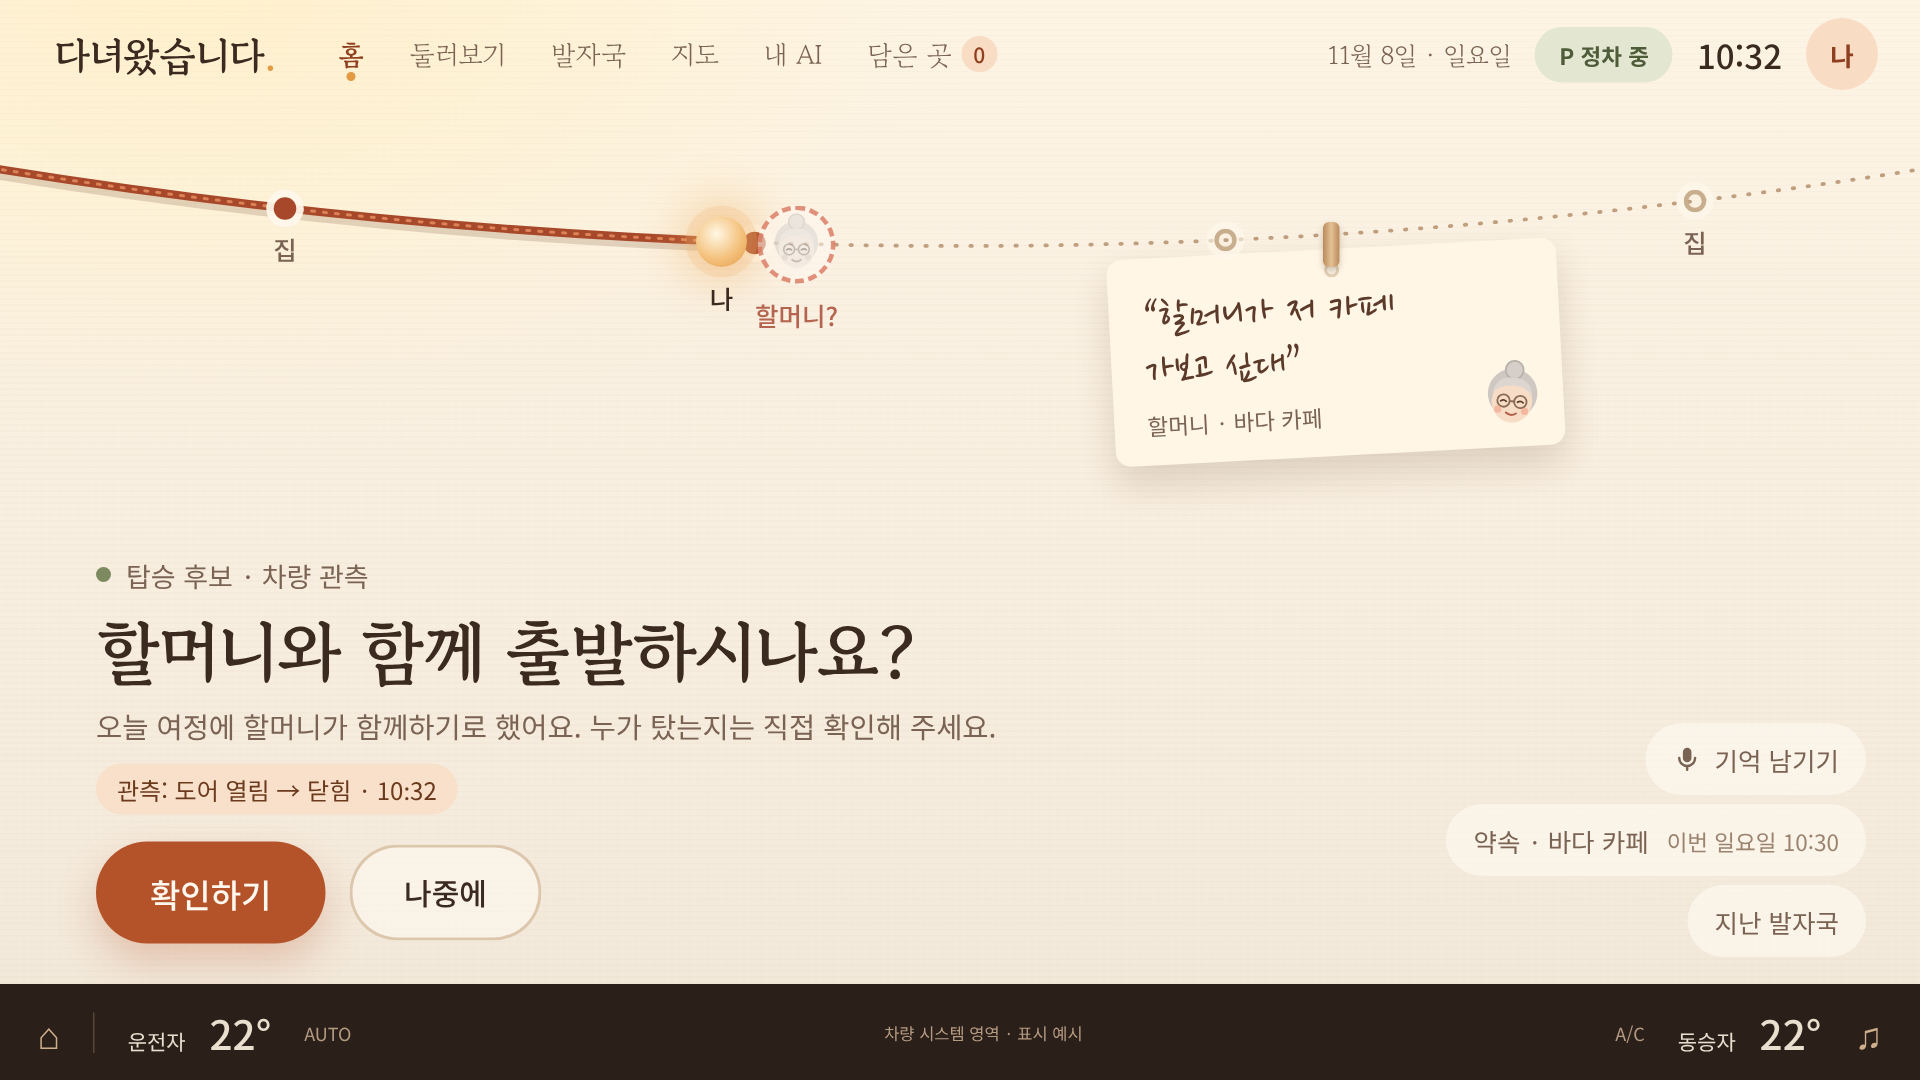 다녀왔습니다.
홈 둘러보기 발자국 지도 내 AI 담은 곳 0
11월 8일 · 일요일 P 정차 중 10:32 나
집
나
할머니?
집
“할머니가 저 카페
가보고 싶대”
할머니 · 바다 카페
탑승 후보 · 차량 관측
할머니와 함께 출발하시나요?
오늘 여정에 할머니가 함께하기로 했어요. 누가 탔는지는 직접 확인해 주세요.
관측: 도어 열림 → 닫힘 · 10:32
확인하기 나중에
기억 남기기
약속 · 바다 카페 이번 일요일 10:30
지난 발자국
운전자 22° AUTO
차량 시스템 영역 · 표시 예시
A/C 동승자 22°